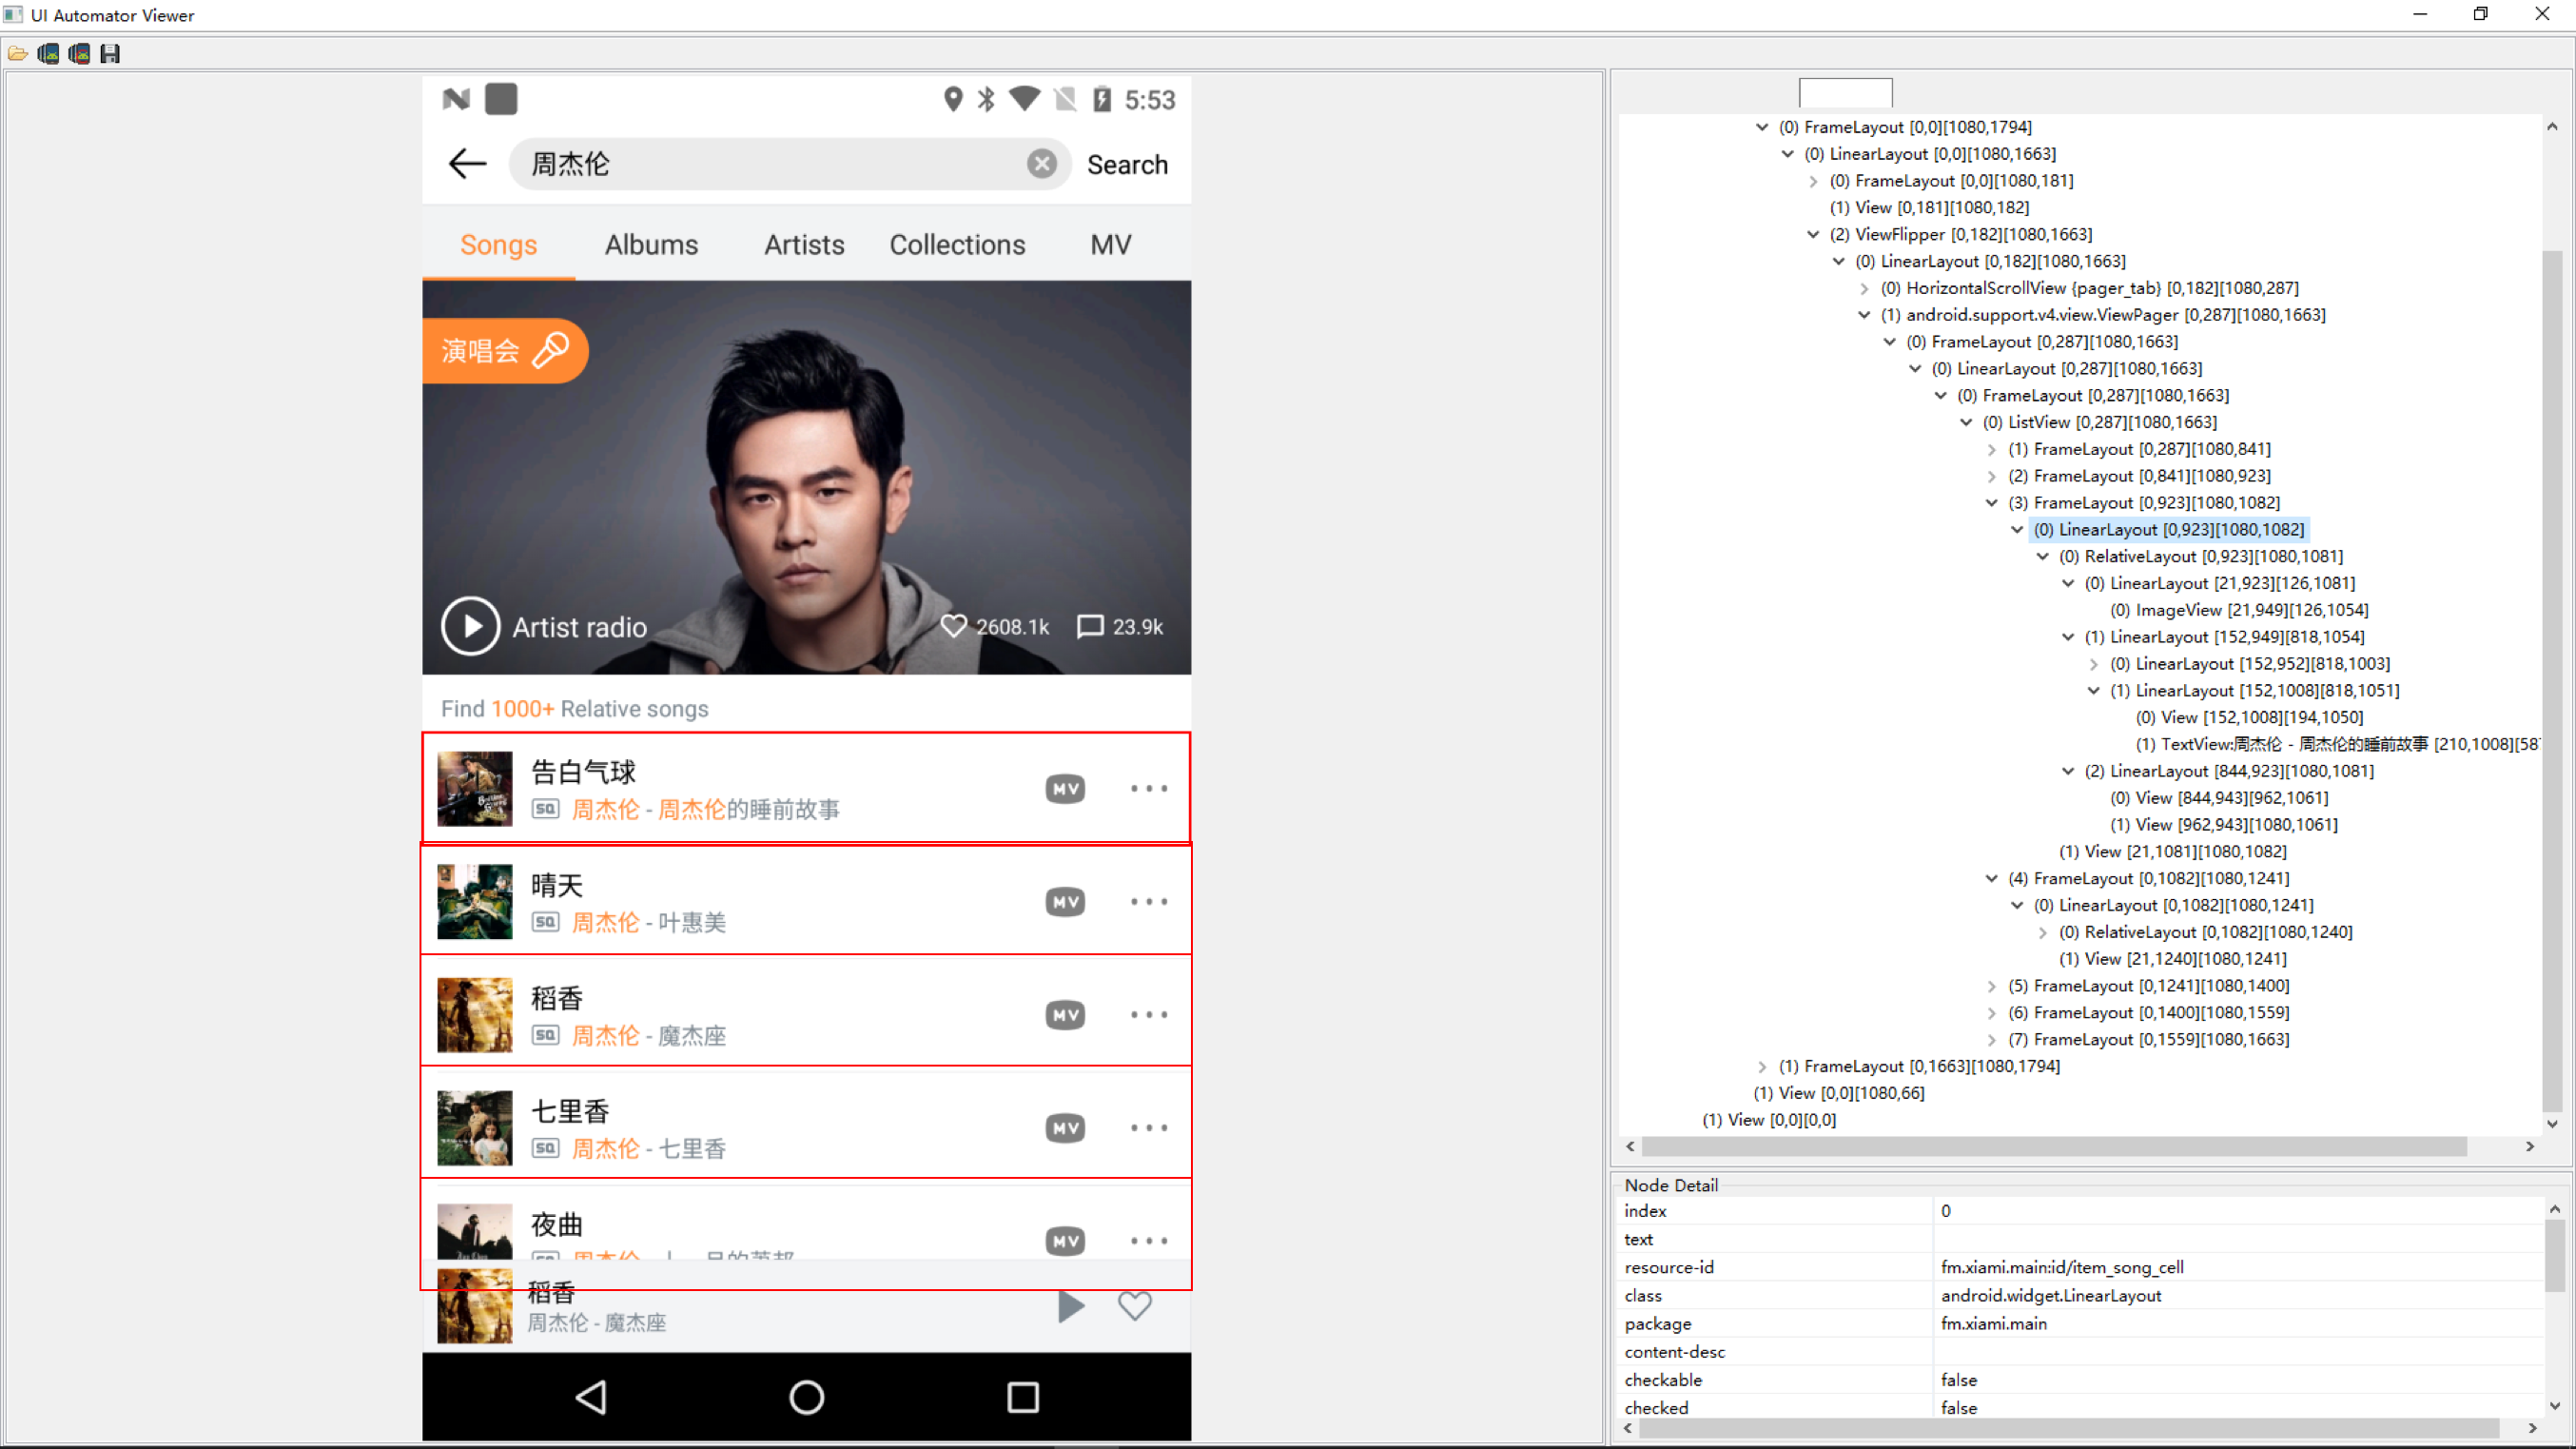 UI Automator Viewer
5:53
周杰伦
Search
Songs Albums Artists Collections MV
演唱会
Artist radio 2608.1k 23.9k
Find 1000+ Relative songs
告白气球
SQ 周杰伦 - 周杰伦的睡前故事
MV
晴天
SQ 周杰伦 - 叶惠美
MV
稻香
SQ 周杰伦 - 魔杰座
MV
七里香
SQ 周杰伦 - 七里香
MV
夜曲
MV
稻香
周杰伦 - 魔杰座
(0) FrameLayout [0,0][1080,1794]
(0) LinearLayout [0,0][1080,1663]
(0) FrameLayout [0,0][1080,181]
(1) View [0,181][1080,182]
(2) ViewFlipper [0,182][1080,1663]
(0) LinearLayout [0,182][1080,1663]
(0) HorizontalScrollView {pager_tab} [0,182][1080,287]
(1) android.support.v4.view.ViewPager [0,287][1080,1663]
(0) FrameLayout [0,287][1080,1663]
(0) LinearLayout [0,287][1080,1663]
(0) FrameLayout [0,287][1080,1663]
(0) ListView [0,287][1080,1663]
(1) FrameLayout [0,287][1080,841]
(2) FrameLayout [0,841][1080,923]
(3) FrameLayout [0,923][1080,1082]
(0) LinearLayout [0,923][1080,1082]
(0) RelativeLayout [0,923][1080,1081]
(0) LinearLayout [21,923][126,1081]
(0) ImageView [21,949][126,1054]
(1) LinearLayout [152,949][818,1054]
(0) LinearLayout [152,952][818,1003]
(1) LinearLayout [152,1008][818,1051]
(0) View [152,1008][194,1050]
(1) TextView:周杰伦 - 周杰伦的睡前故事 [210,1008][58
(2) LinearLayout [844,923][1080,1081]
(0) View [844,943][962,1061]
(1) View [962,943][1080,1061]
(1) View [21,1081][1080,1082]
(4) FrameLayout [0,1082][1080,1241]
(0) LinearLayout [0,1082][1080,1241]
(0) RelativeLayout [0,1082][1080,1240]
(1) View [21,1240][1080,1241]
(5) FrameLayout [0,1241][1080,1400]
(6) FrameLayout [0,1400][1080,1559]
(7) FrameLayout [0,1559][1080,1663]
(1) FrameLayout [0,1663][1080,1794]
(1) View [0,0][1080,66]
(1) View [0,0][0,0]
Node Detail
index 0
text
resource-id fm.xiami.main:id/item_song_cell
class android.widget.LinearLayout
package fm.xiami.main
content-desc
checkable false
checked false